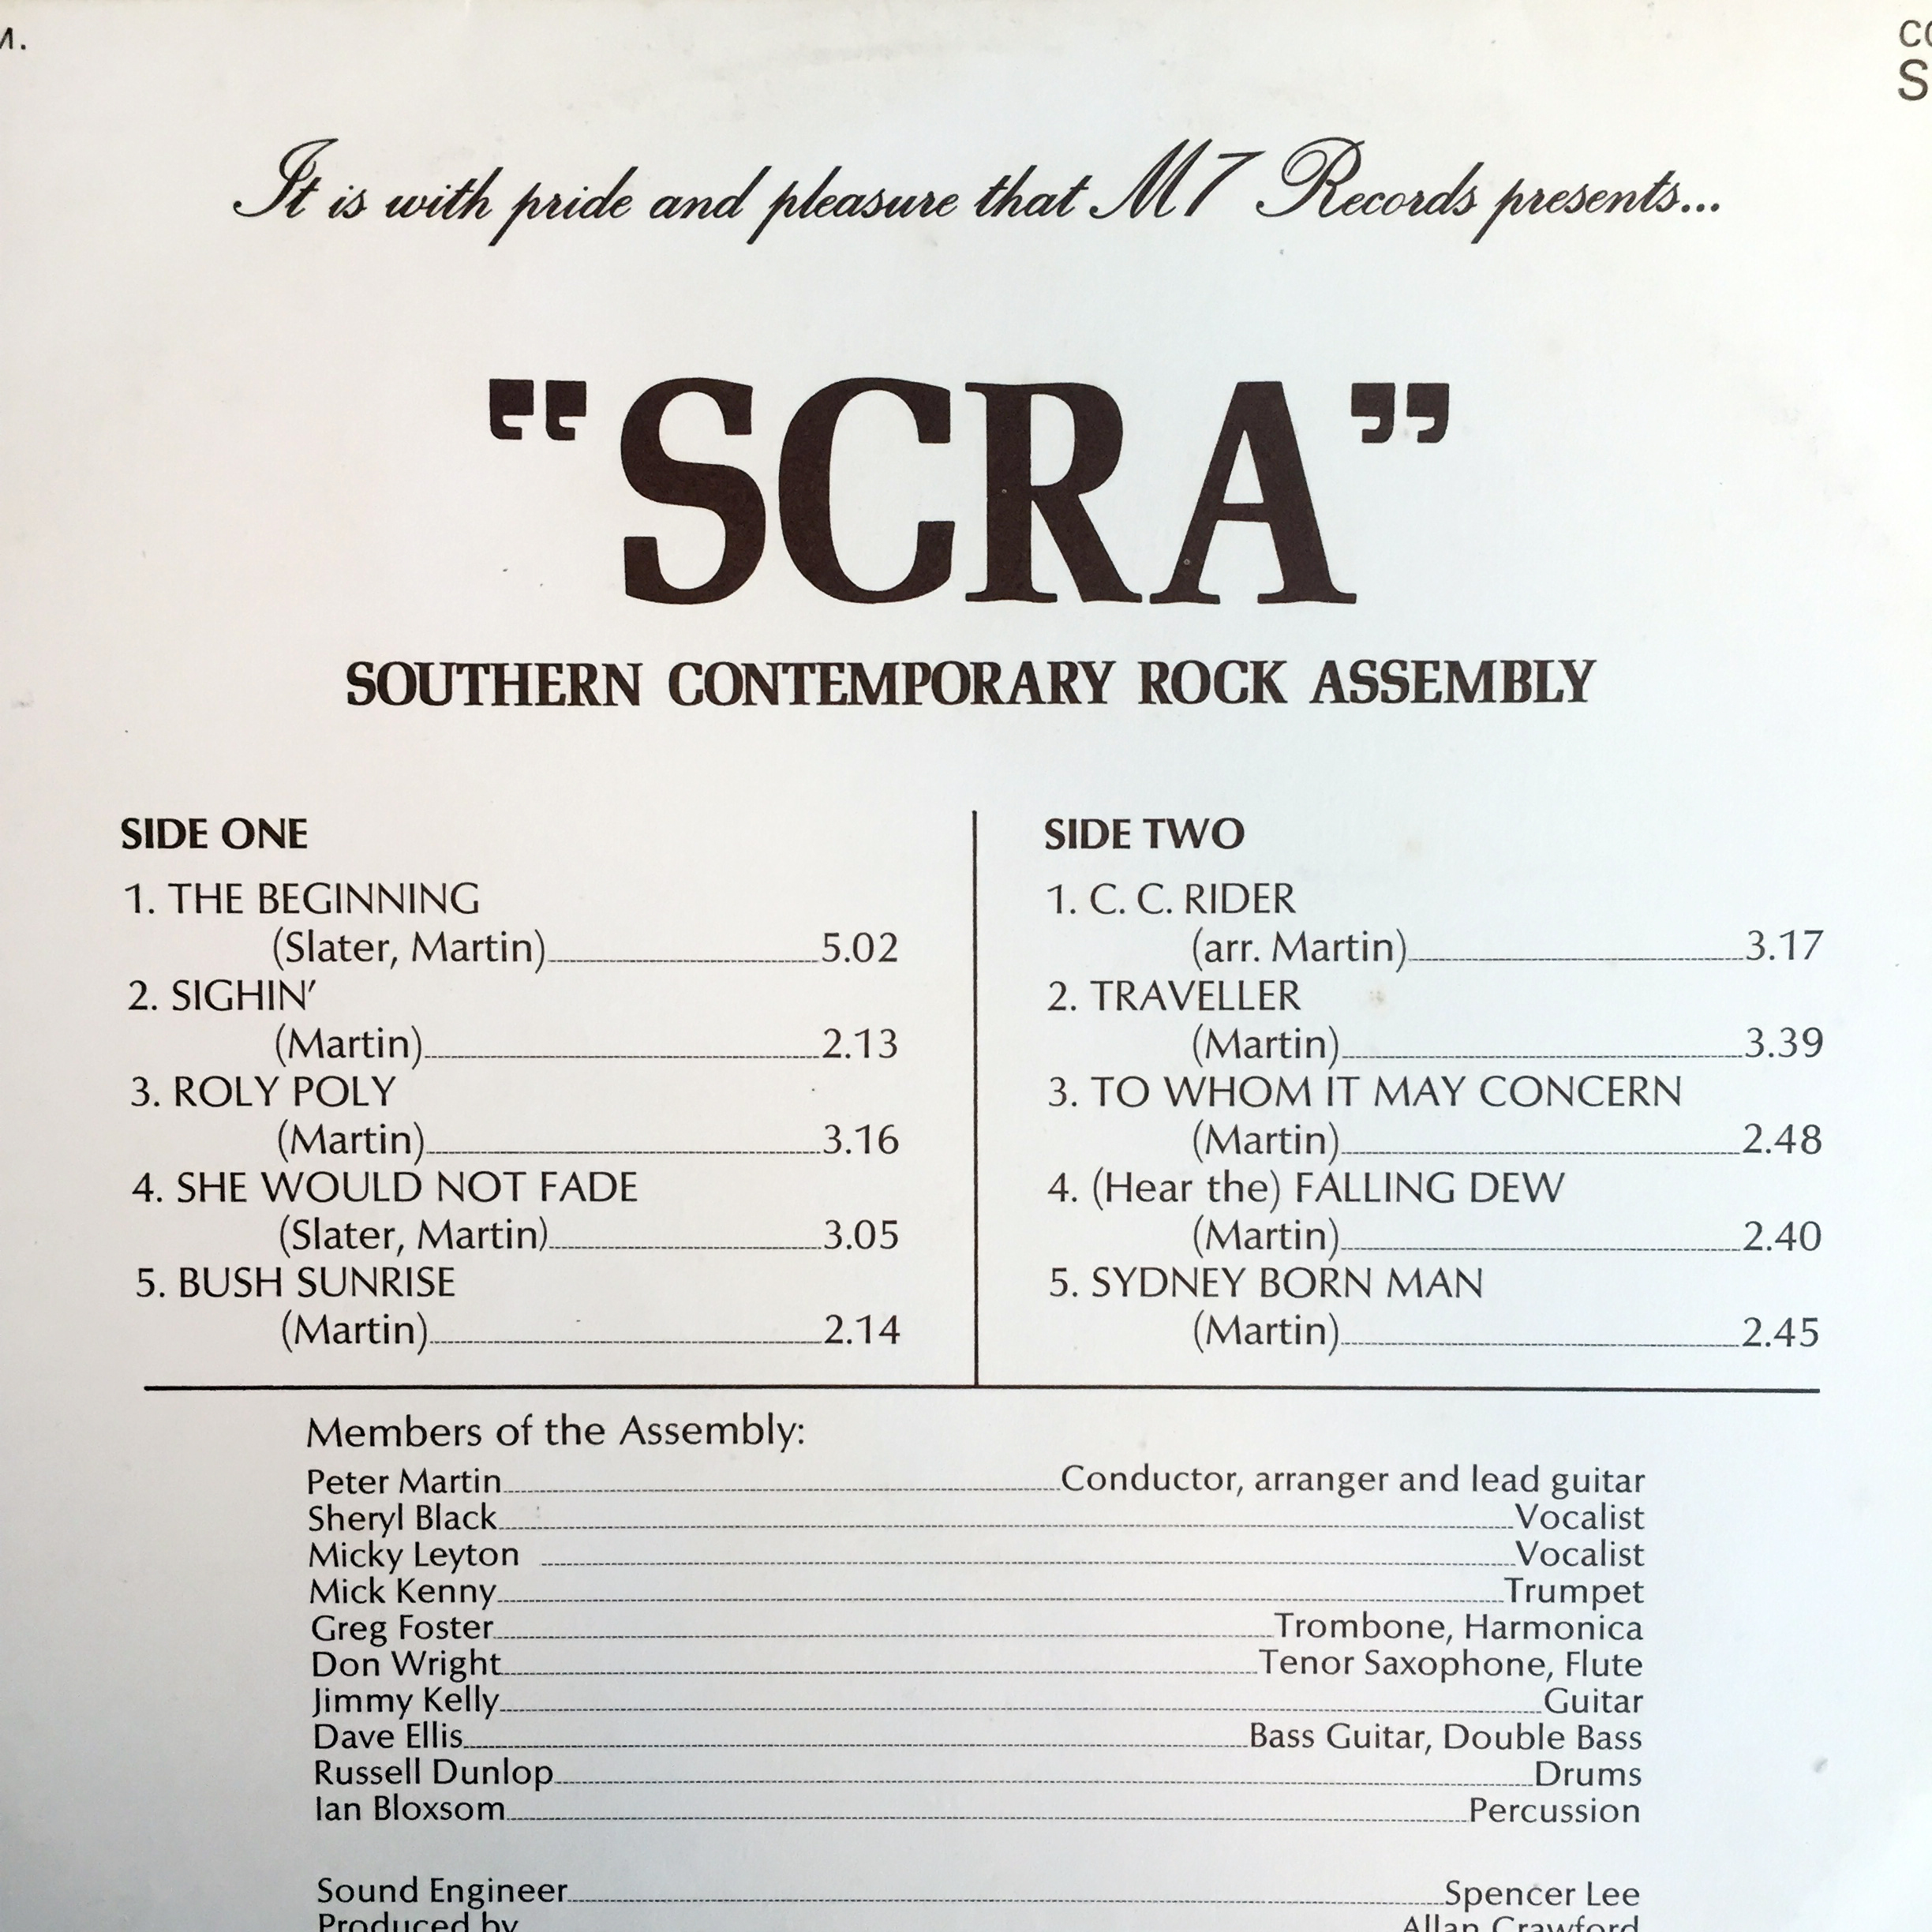 M.
CO
S
It is with pride and pleasure that M7 Records presents...
"SCRA"
SOUTHERN CONTEMPORARY ROCK ASSEMBLY
SIDE ONE
1. THE BEGINNING
(Slater, Martin) 5.02
2. SIGHIN'
(Martin) 2.13
3. ROLY POLY
(Martin) 3.16
4. SHE WOULD NOT FADE
(Slater, Martin) 3.05
5. BUSH SUNRISE
(Martin) 2.14
SIDE TWO
1. C. C. RIDER
(arr. Martin) 3.17
2. TRAVELLER
(Martin) 3.39
3. TO WHOM IT MAY CONCERN
(Martin) 2.48
4. (Hear the) FALLING DEW
(Martin) 2.40
5. SYDNEY BORN MAN
(Martin) 2.45
Members of the Assembly:
Peter Martin Conductor, arranger and lead guitar
Sheryl Black Vocalist
Micky Leyton Vocalist
Mick Kenny Trumpet
Greg Foster Trombone, Harmonica
Don Wright Tenor Saxophone, Flute
Jimmy Kelly Guitar
Dave Ellis Bass Guitar, Double Bass
Russell Dunlop Drums
Ian Bloxsom Percussion
Sound Engineer Spencer Lee
Produced by Allan Crawford